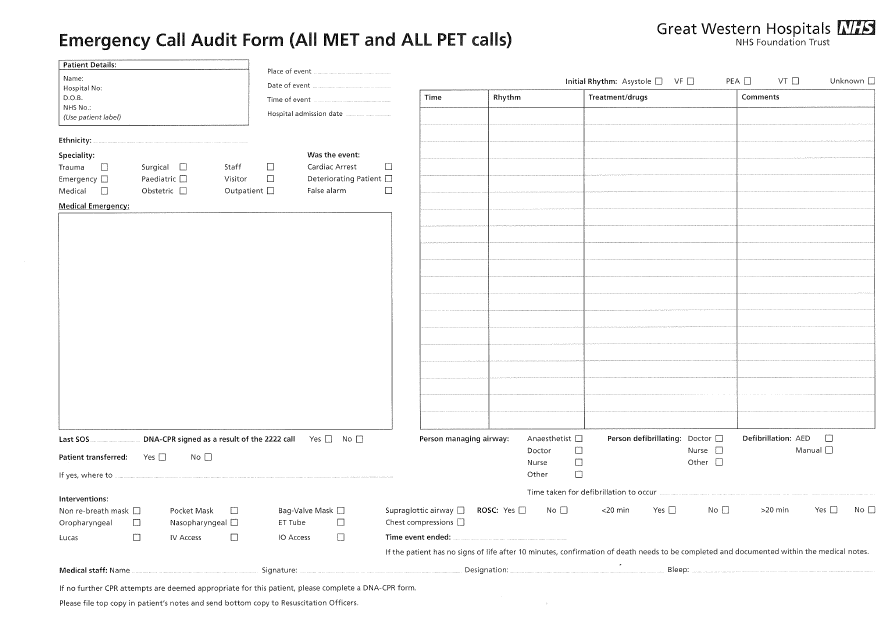 Great Western Hospitals NHS
NHS Foundation Trust
Emergency Call Audit Form (All MET and ALL PET calls)
Patient Details:
Name:
Hospital No:
D.O.B.
NHS No.:
(Use patient label)
Place of event
Date of event
Time of event
Hospital admission date
Ethnicity:
Speciality:
Trauma Surgical Staff
Emergency Paediatric Visitor
Medical Obstetric Outpatient
Was the event:
Cardiac Arrest
Deteriorating Patient
False alarm
Medical Emergency:
Initial Rhythm: Asystole VF PEA VT Unknown
Time Rhythm Treatment/drugs Comments
Last SOS DNA-CPR signed as a result of the 2222 call Yes No
Patient transferred: Yes No
If yes, where to
Person managing airway: Anaesthetist
Doctor
Nurse
Other
Person defibrillating: Doctor
Nurse
Other
Defibrillation: AED
Manual
Time taken for defibrillation to occur
Interventions:
Non re-breath mask Pocket Mask Bag-Valve Mask Supraglottic airway ROSC: Yes No <20 min Yes No >20 min Yes No
Oropharyngeal Nasopharyngeal ET Tube Chest compressions
Lucas IV Access IO Access Time event ended:
If the patient has no signs of life after 10 minutes, confirmation of death needs to be completed and documented within the medical notes.
Medical staff: Name Signature: Designation: Bleep:
If no further CPR attempts are deemed appropriate for this patient, please complete a DNA-CPR form.
Please file top copy in patient's notes and send bottom copy to Resuscitation Officers.